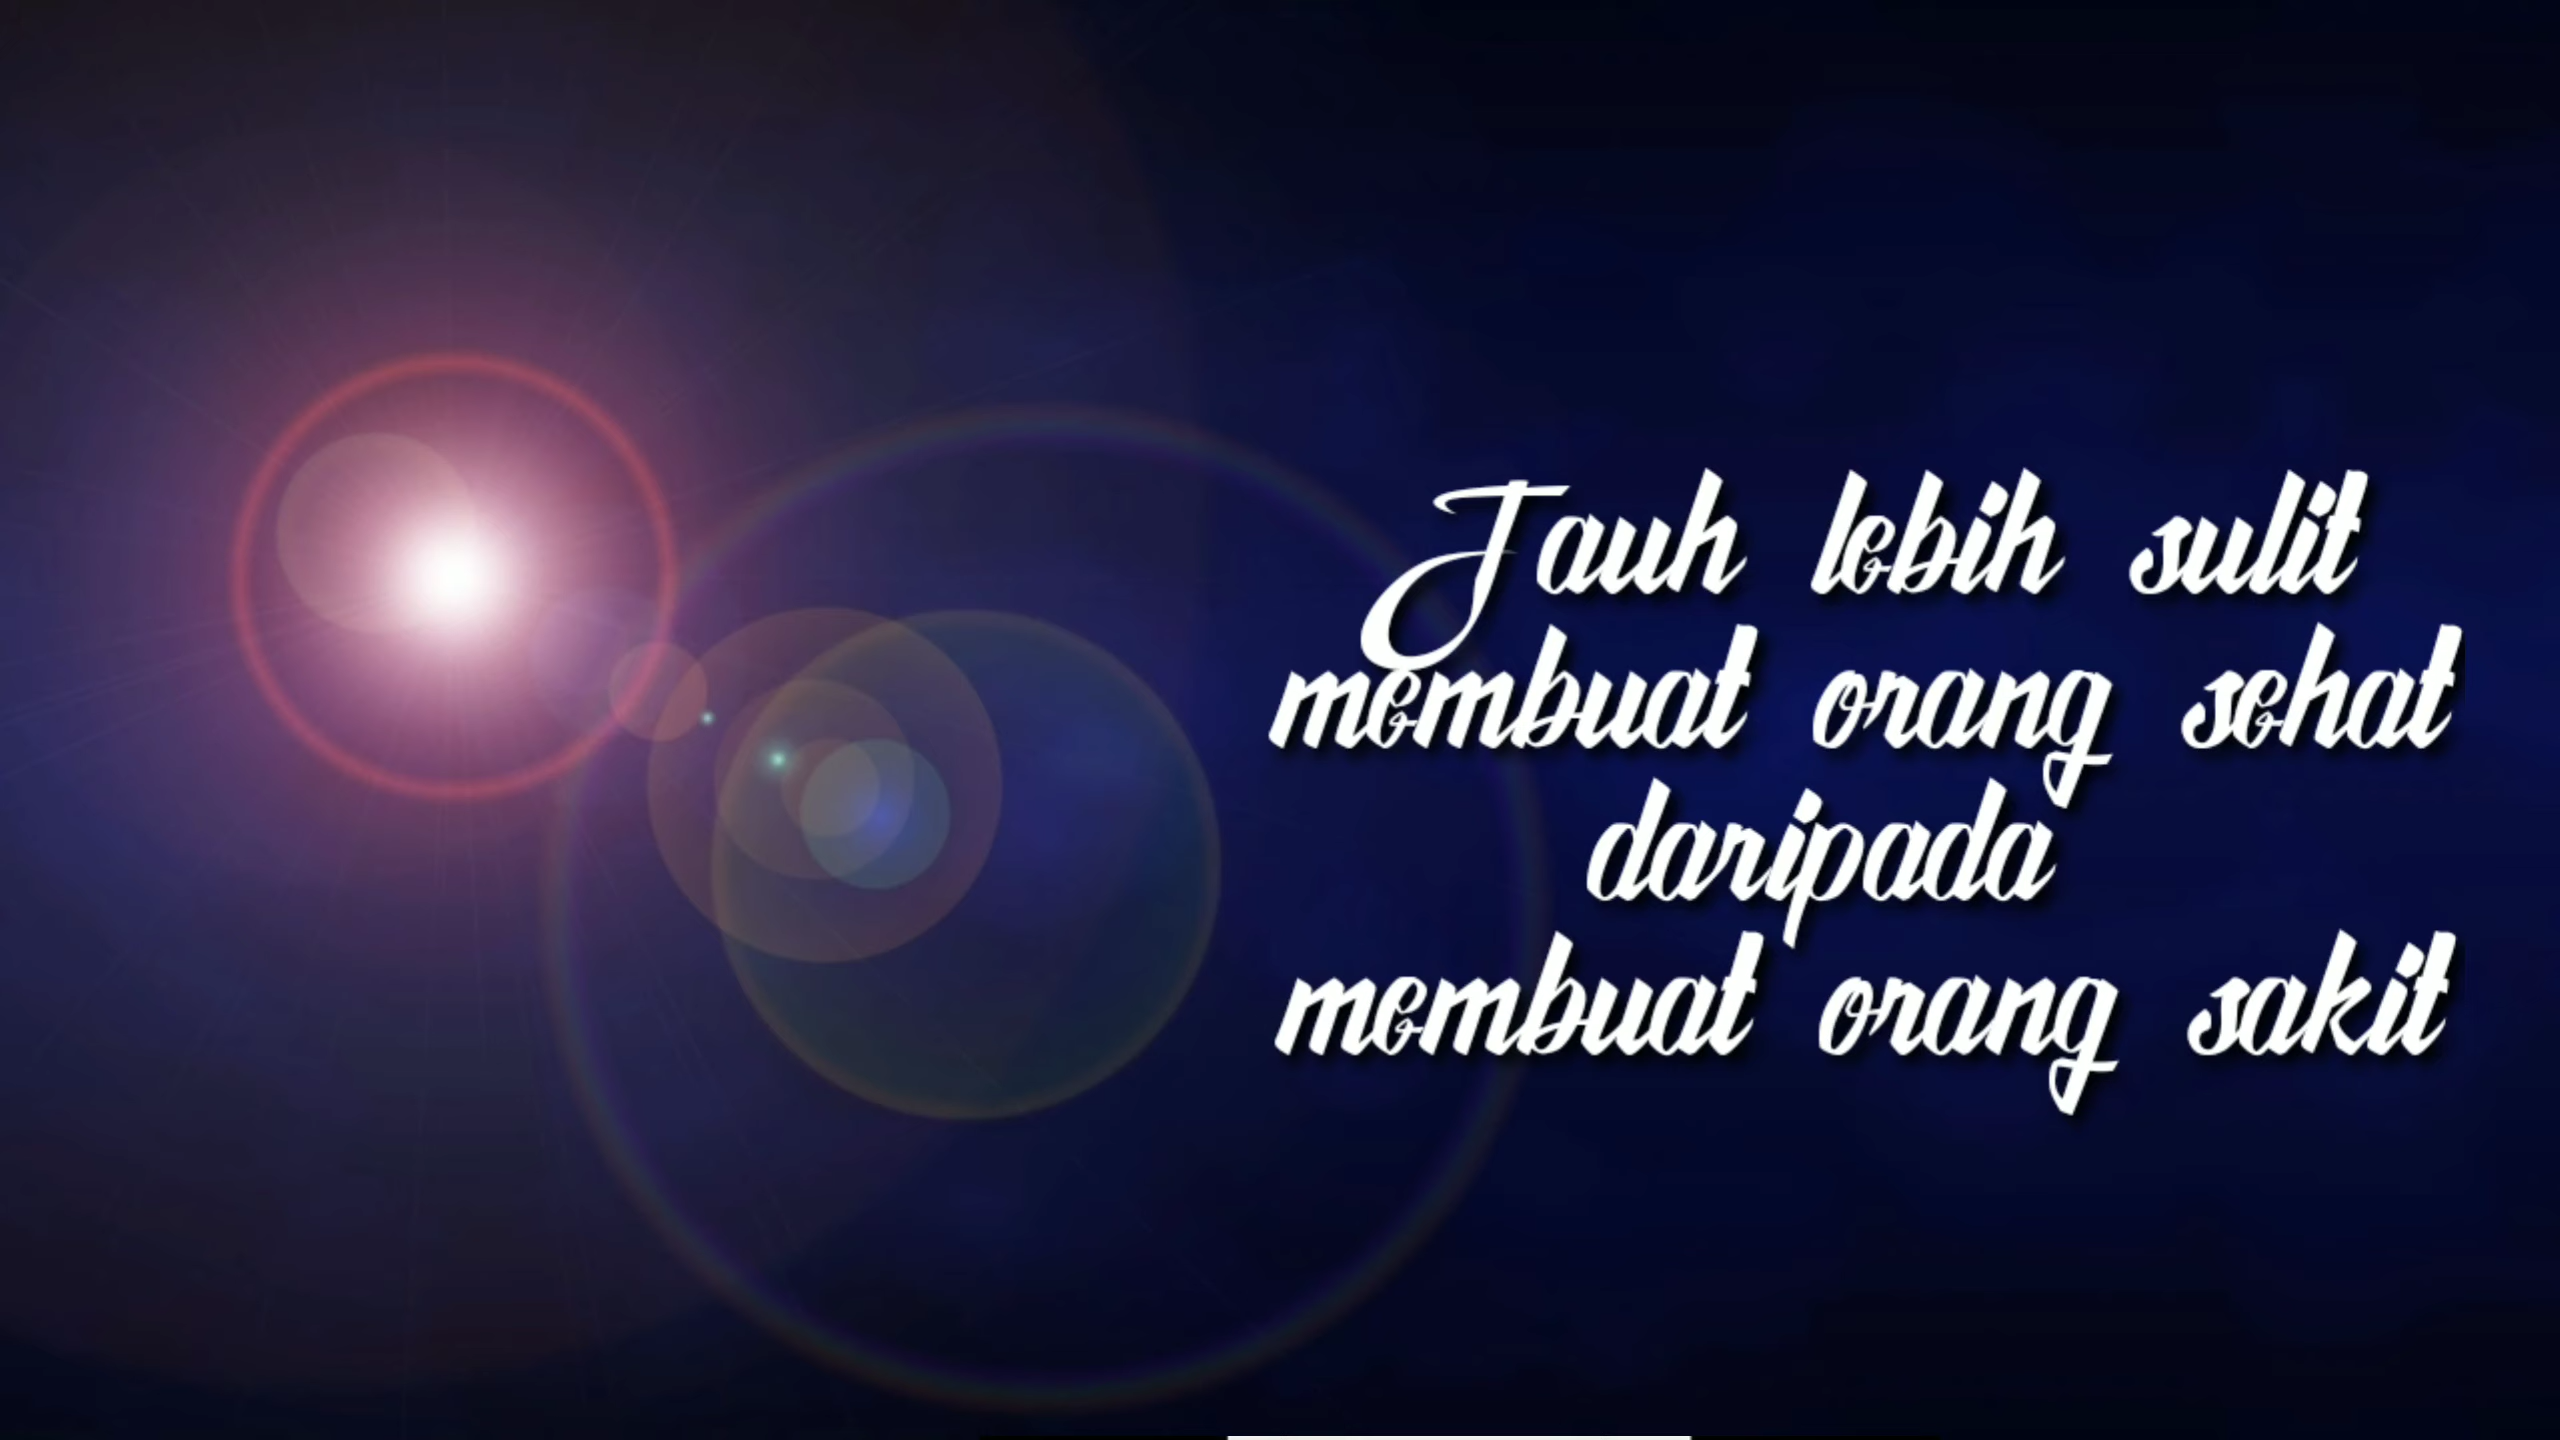 Jauh lebih sulit
membuat orang sehat
daripada
membuat orang sakit